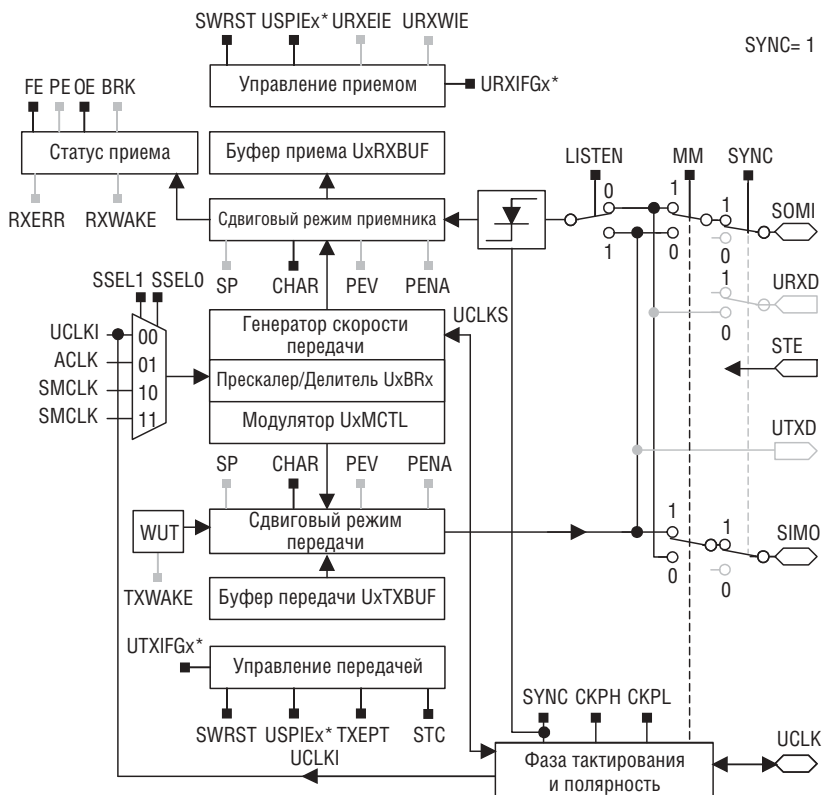 SWRST USPIEx* URXEIE URXWIE
SYNC= 1
Управление приемом
URXIFGx*
FE PE OE BRK
Статус приема
Буфер приема UxRXBUF
LISTEN MM SYNC
0 1 1
SOMI
RXERR RXWAKE
Сдвиговый режим приемника
1 0 0
SP CHAR PEV PENA
SSEL1 SSEL0
UCLKS
1
URXD
0
UCLKI 00
ACLK 01
SMCLK 10
SMCLK 11
Генератор скорости
передачи
Прескалер/Делитель UxBRx
Модулятор UxMCTL
STE
UTXD
SP CHAR PEV PENA
WUT
Сдвиговый режим
передачи
1 1
SIMO
0 0
TXWAKE
Буфер передачи UxTXBUF
UTXIFGx*
Управление передачей
SWRST USPIEx* TXEPT STC
SYNC CKPH CKPL
UCLKI
Фаза тактирования
и полярность
UCLK